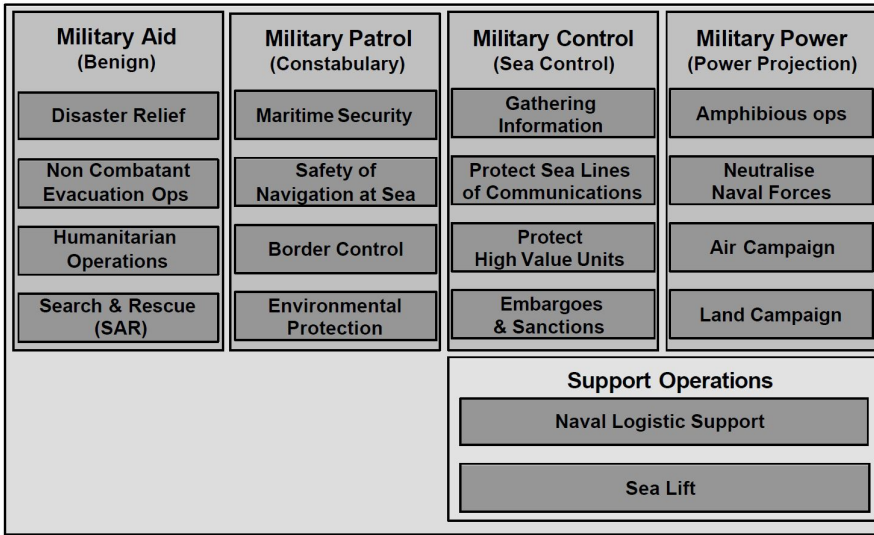 Military Aid
(Benign)
Disaster Relief
Non Combatant
Evacuation Ops
Humanitarian
Operations
Search & Rescue
(SAR)
Military Patrol
(Constabulary)
Maritime Security
Safety of
Navigation at Sea
Border Control
Environmental
Protection
Military Control
(Sea Control)
Gathering
Information
Protect Sea Lines
of Communications
Protect
High Value Units
Embargoes
& Sanctions
Military Power
(Power Projection)
Amphibious ops
Neutralise
Naval Forces
Air Campaign
Land Campaign
Support Operations
Naval Logistic Support
Sea Lift